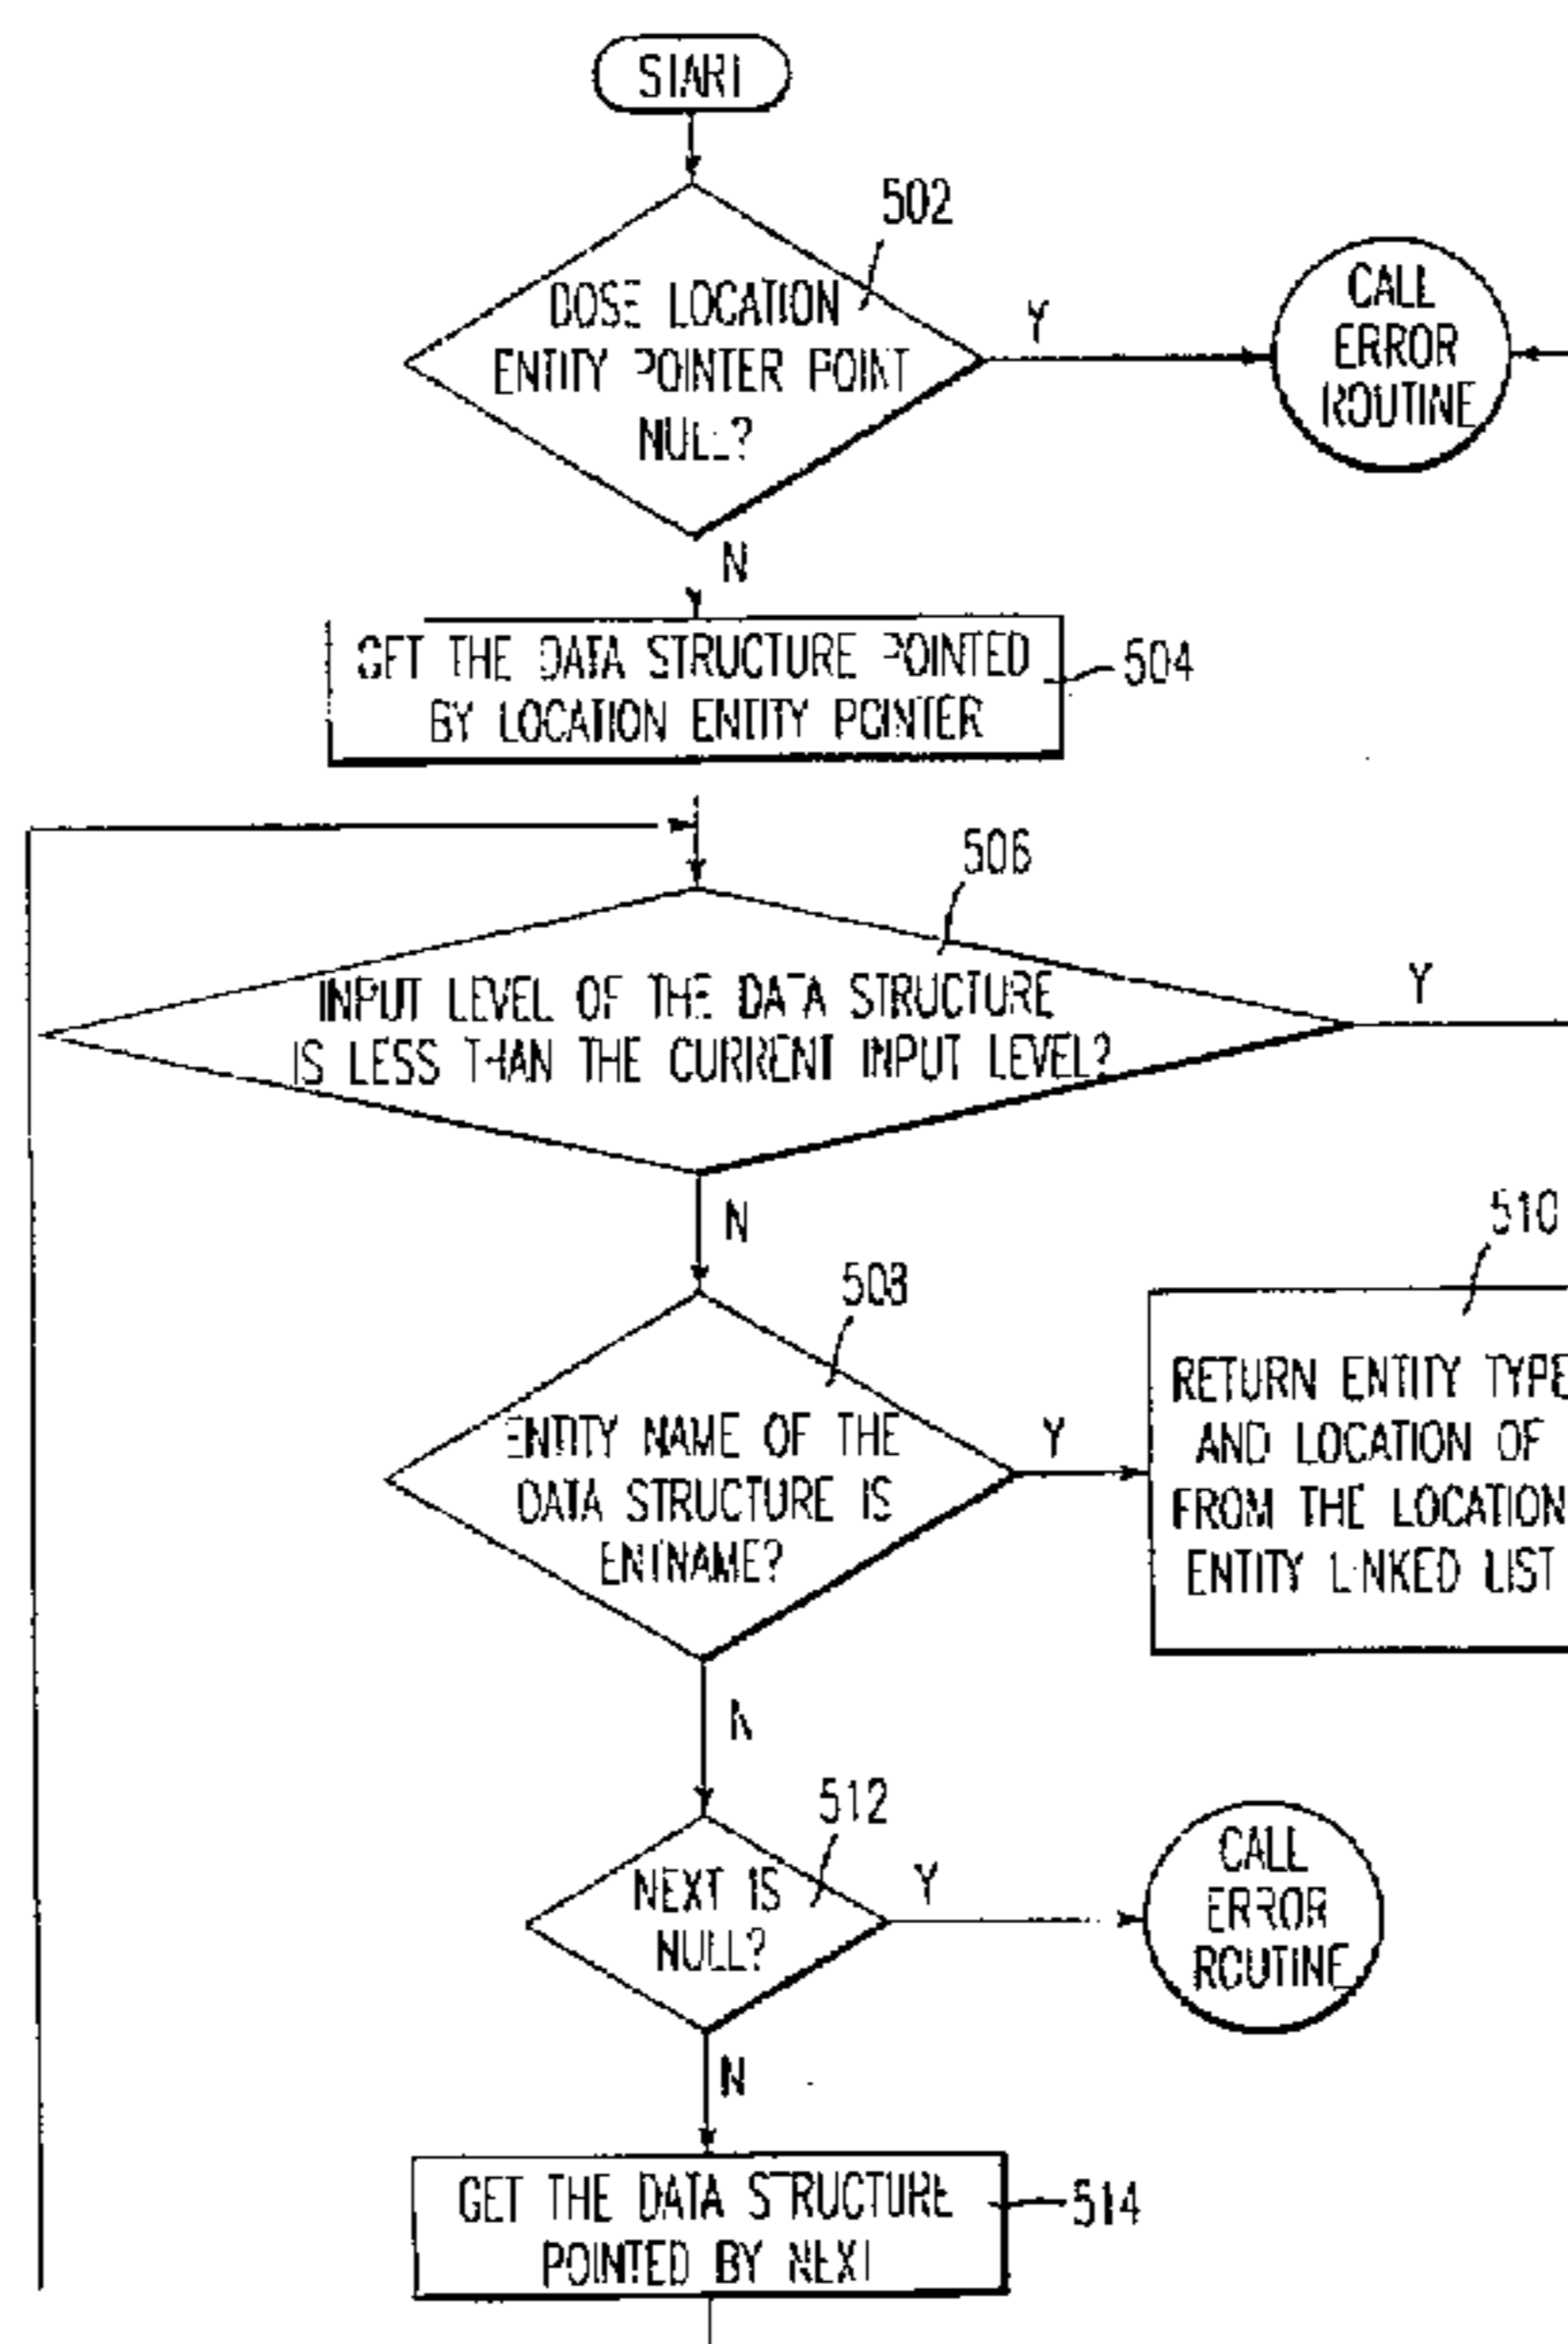 START
502
DOSE LOCATION
ENTITY POINTER POINT
NULL?
Y
CALL
ERROR
ROUTINE
N
GET THE DATA STRUCTURE POINTED
BY LOCATION ENTITY POINTER
504
506
INPUT LEVEL OF THE DATA STRUCTURE
IS LESS THAN THE CURRENT INPUT LEVEL?
Y
N
508
ENTITY NAME OF THE
DATA STRUCTURE IS
ENTNAME?
Y
510
RETURN ENTITY TYPE
AND LOCATION OF
FROM THE LOCATION
ENTITY LINKED LIST
N
512
NEXT IS
NULL?
Y
CALL
ERROR
ROUTINE
N
GET THE DATA STRUCTURE
POINTED BY NEXT
514